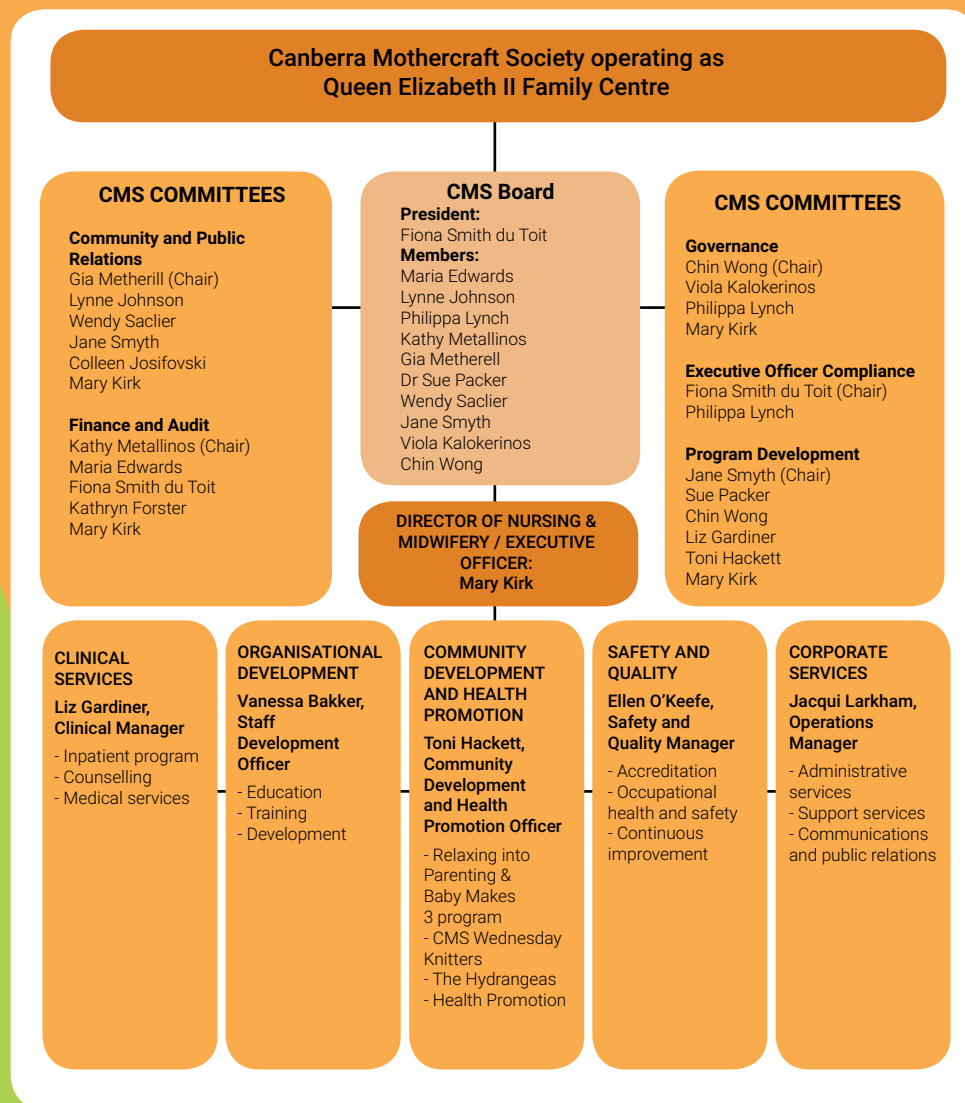 Canberra Mothercraft Society operating as
Queen Elizabeth II Family Centre
CMS COMMITTEES
Community and Public
Relations
Gia Metherill (Chair)
Lynne Johnson
Wendy Saclier
Jane Smyth
Colleen Josifovski
Mary Kirk
Finance and Audit
Kathy Metallinos (Chair)
Maria Edwards
Fiona Smith du Toit
Kathryn Forster
Mary Kirk
CMS Board
President:
Fiona Smith du Toit
Members:
Maria Edwards
Lynne Johnson
Philippa Lynch
Kathy Metallinos
Gia Metherell
Dr Sue Packer
Wendy Saclier
Jane Smyth
Viola Kalokerinos
Chin Wong
CMS COMMITTEES
Governance
Chin Wong (Chair)
Viola Kalokerinos
Philippa Lynch
Mary Kirk
Executive Officer Compliance
Fiona Smith du Toit (Chair)
Philippa Lynch
Program Development
Jane Smyth (Chair)
Sue Packer
Chin Wong
Liz Gardiner
Toni Hackett
Mary Kirk
DIRECTOR OF NURSING &
MIDWIFERY / EXECUTIVE
OFFICER:
Mary Kirk
CLINICAL
SERVICES
Liz Gardiner,
Clinical Manager
- Inpatient program
- Counselling
- Medical services
ORGANISATIONAL
DEVELOPMENT
Vanessa Bakker,
Staff
Development
Officer
- Education
- Training
- Development
COMMUNITY
DEVELOPMENT
AND HEALTH
PROMOTION
Toni Hackett,
Community
Development
and Health
Promotion Officer
- Relaxing into
Parenting &
Baby Makes
3 program
- CMS Wednesday
Knitters
- The Hydrangeas
- Health Promotion
SAFETY AND
QUALITY
Ellen O’Keefe,
Safety and
Quality Manager
- Accreditation
- Occupational
health and safety
- Continuous
improvement
CORPORATE
SERVICES
Jacqui Larkham,
Operations
Manager
- Administrative
services
- Support services
- Communications
and public relations